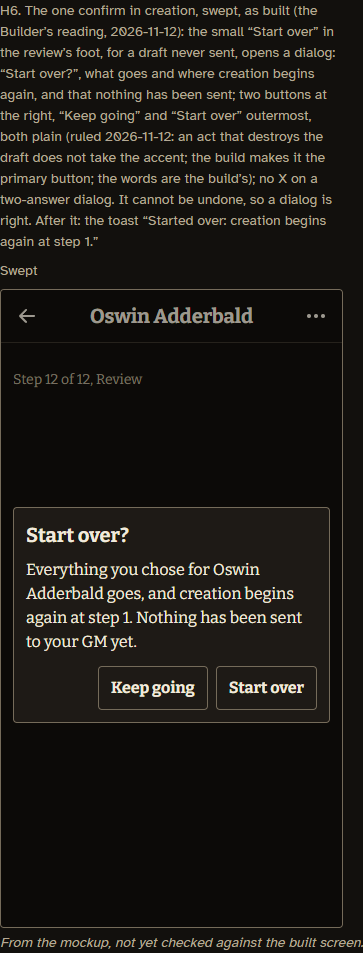 H6. The one confirm in creation, swept, as built (the
Builder’s reading, 2026-11-12): the small “Start over” in
the review’s foot, for a draft never sent, opens a dialog:
“Start over?”, what goes and where creation begins
again, and that nothing has been sent; two buttons at
the right, “Keep going” and “Start over” outermost,
both plain (ruled 2026-11-12: an act that destroys the
draft does not take the accent; the build makes it the
primary button; the words are the build’s); no X on a
two-answer dialog. It cannot be undone, so a dialog is
right. After it: the toast “Started over: creation begins
again at step 1.”
Swept
Oswin Adderbald
Step 12 of 12, Review
Start over?
Everything you chose for Oswin
Adderbald goes, and creation begins
again at step 1. Nothing has been sent
to your GM yet.
Keep going
Start over
From the mockup, not yet checked against the built screen.